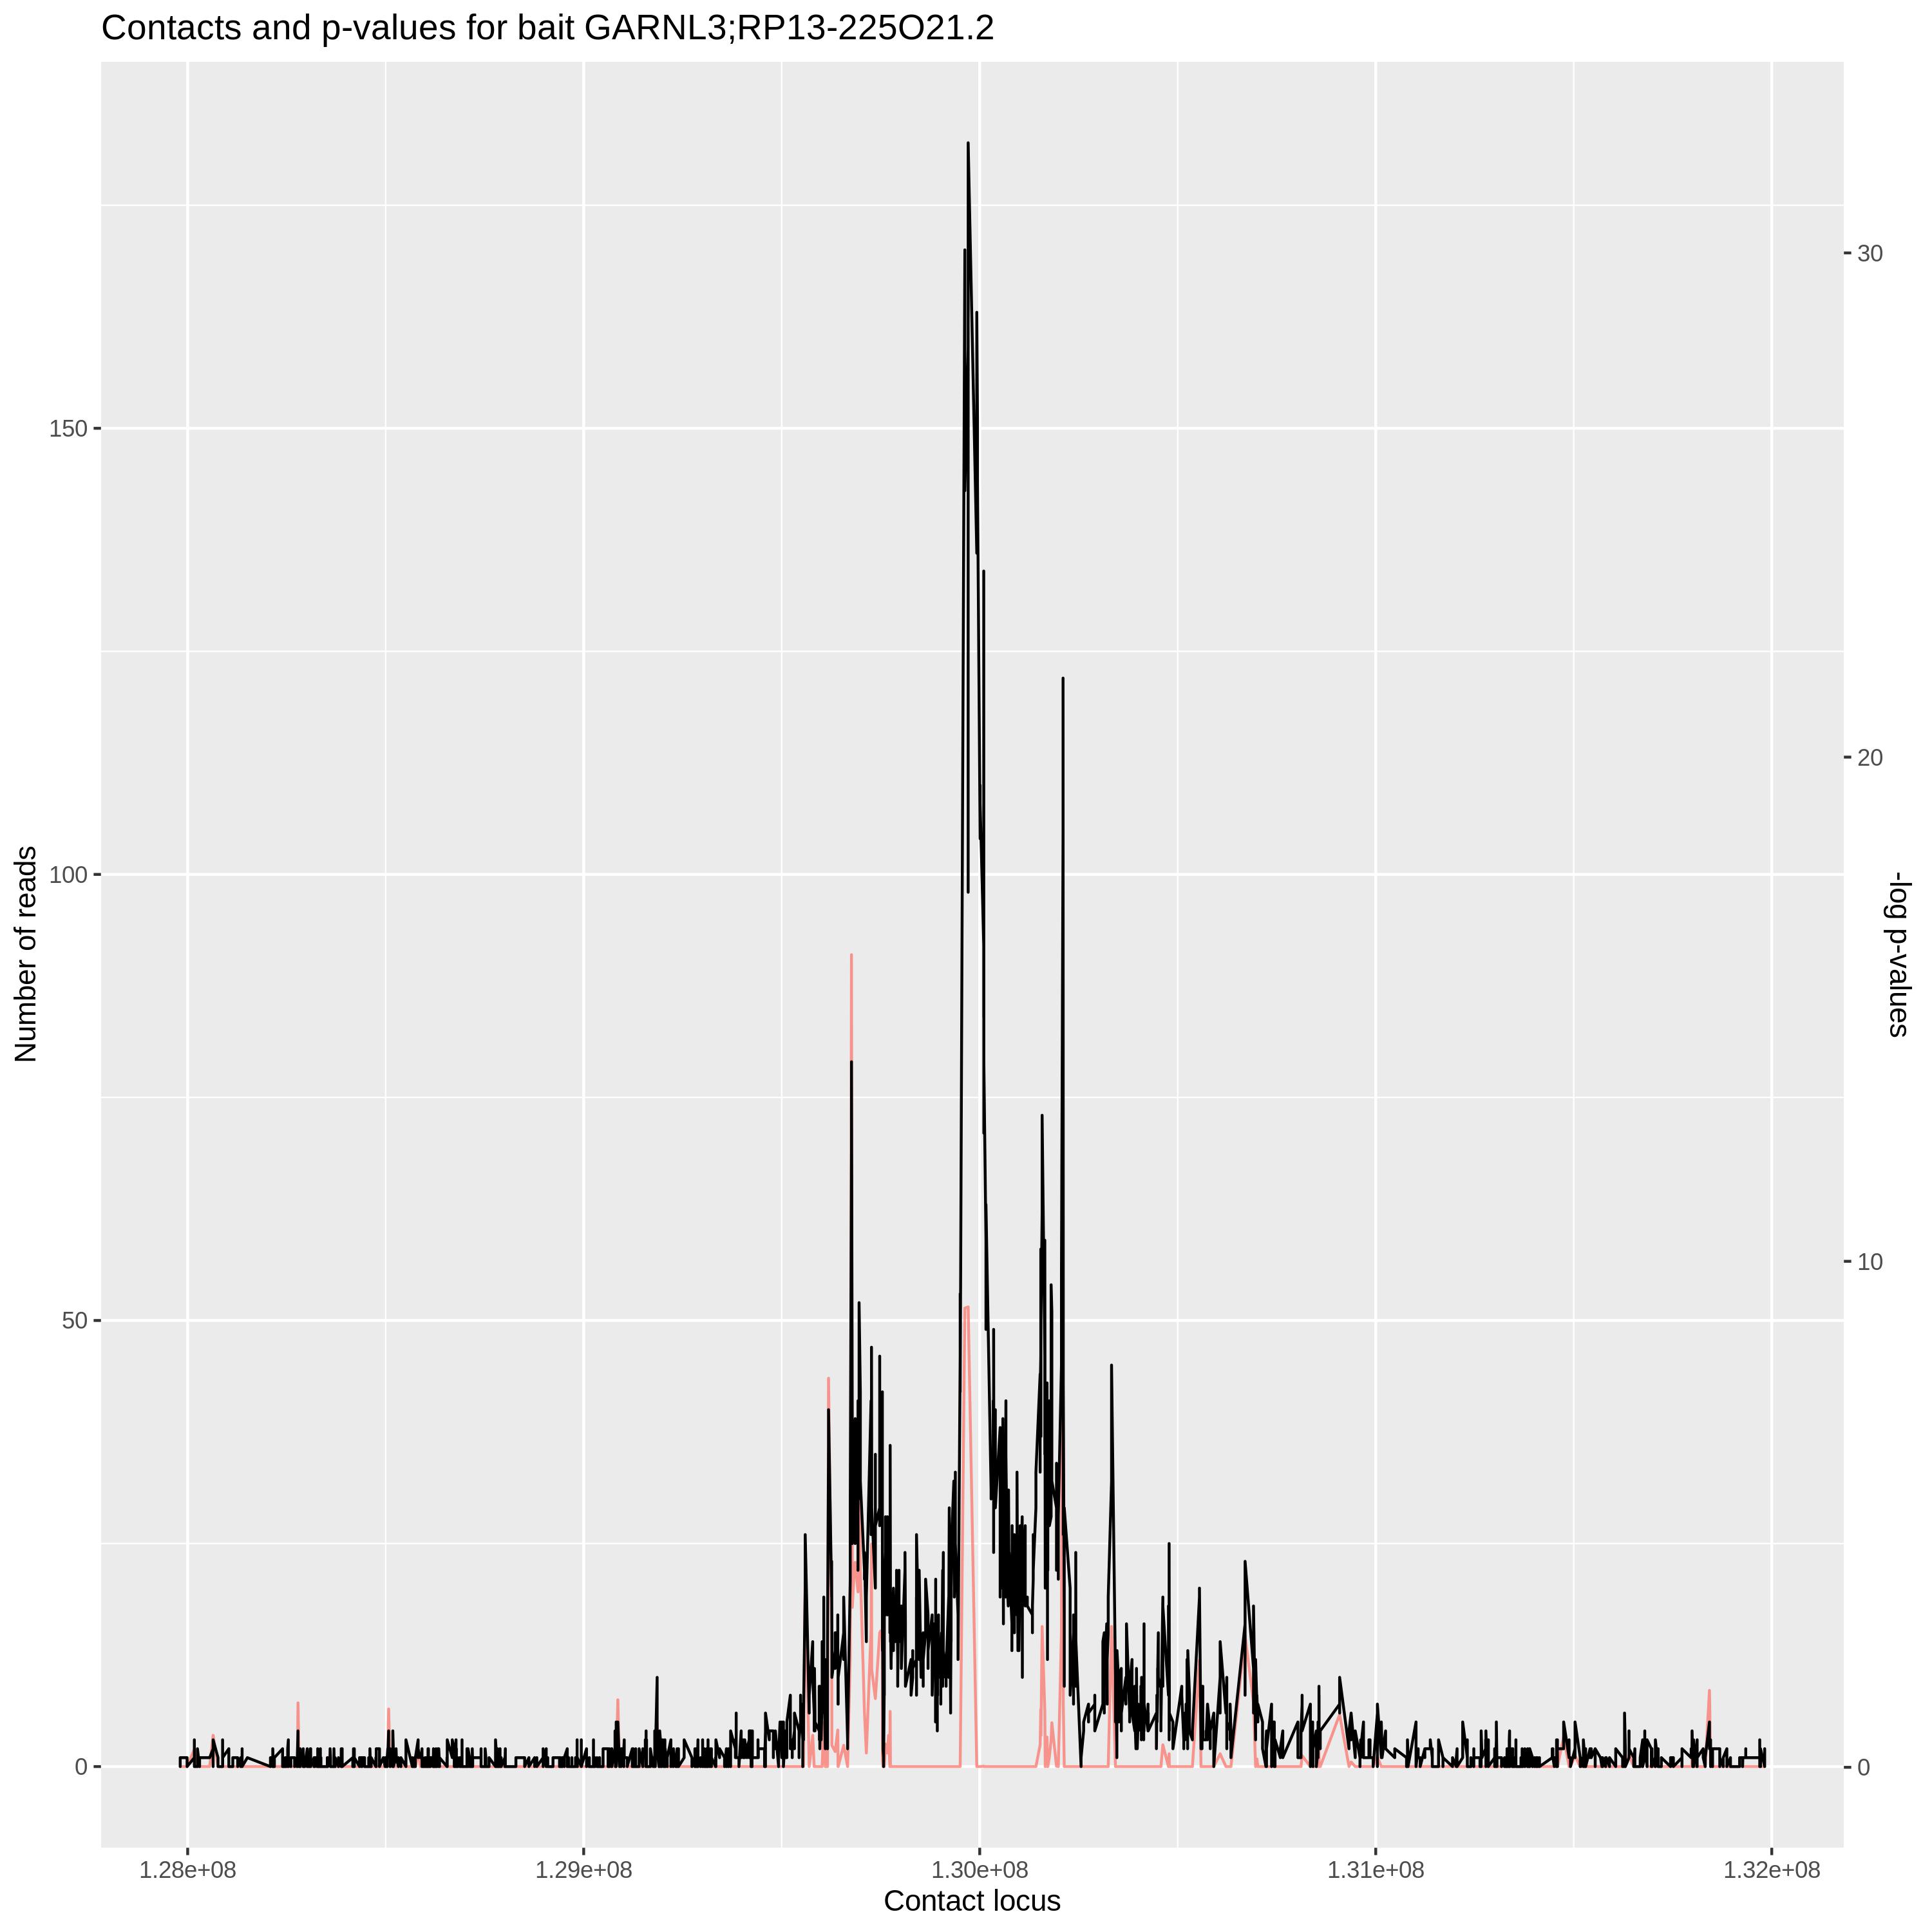 Contacts and p-values for bait GARNL3;RP13-225O21.2
150
100
50
0
Number of reads
30
20
10
0
-log p-values
1.28e+08
1.29e+08
1.30e+08
1.31e+08
1.32e+08
Contact locus